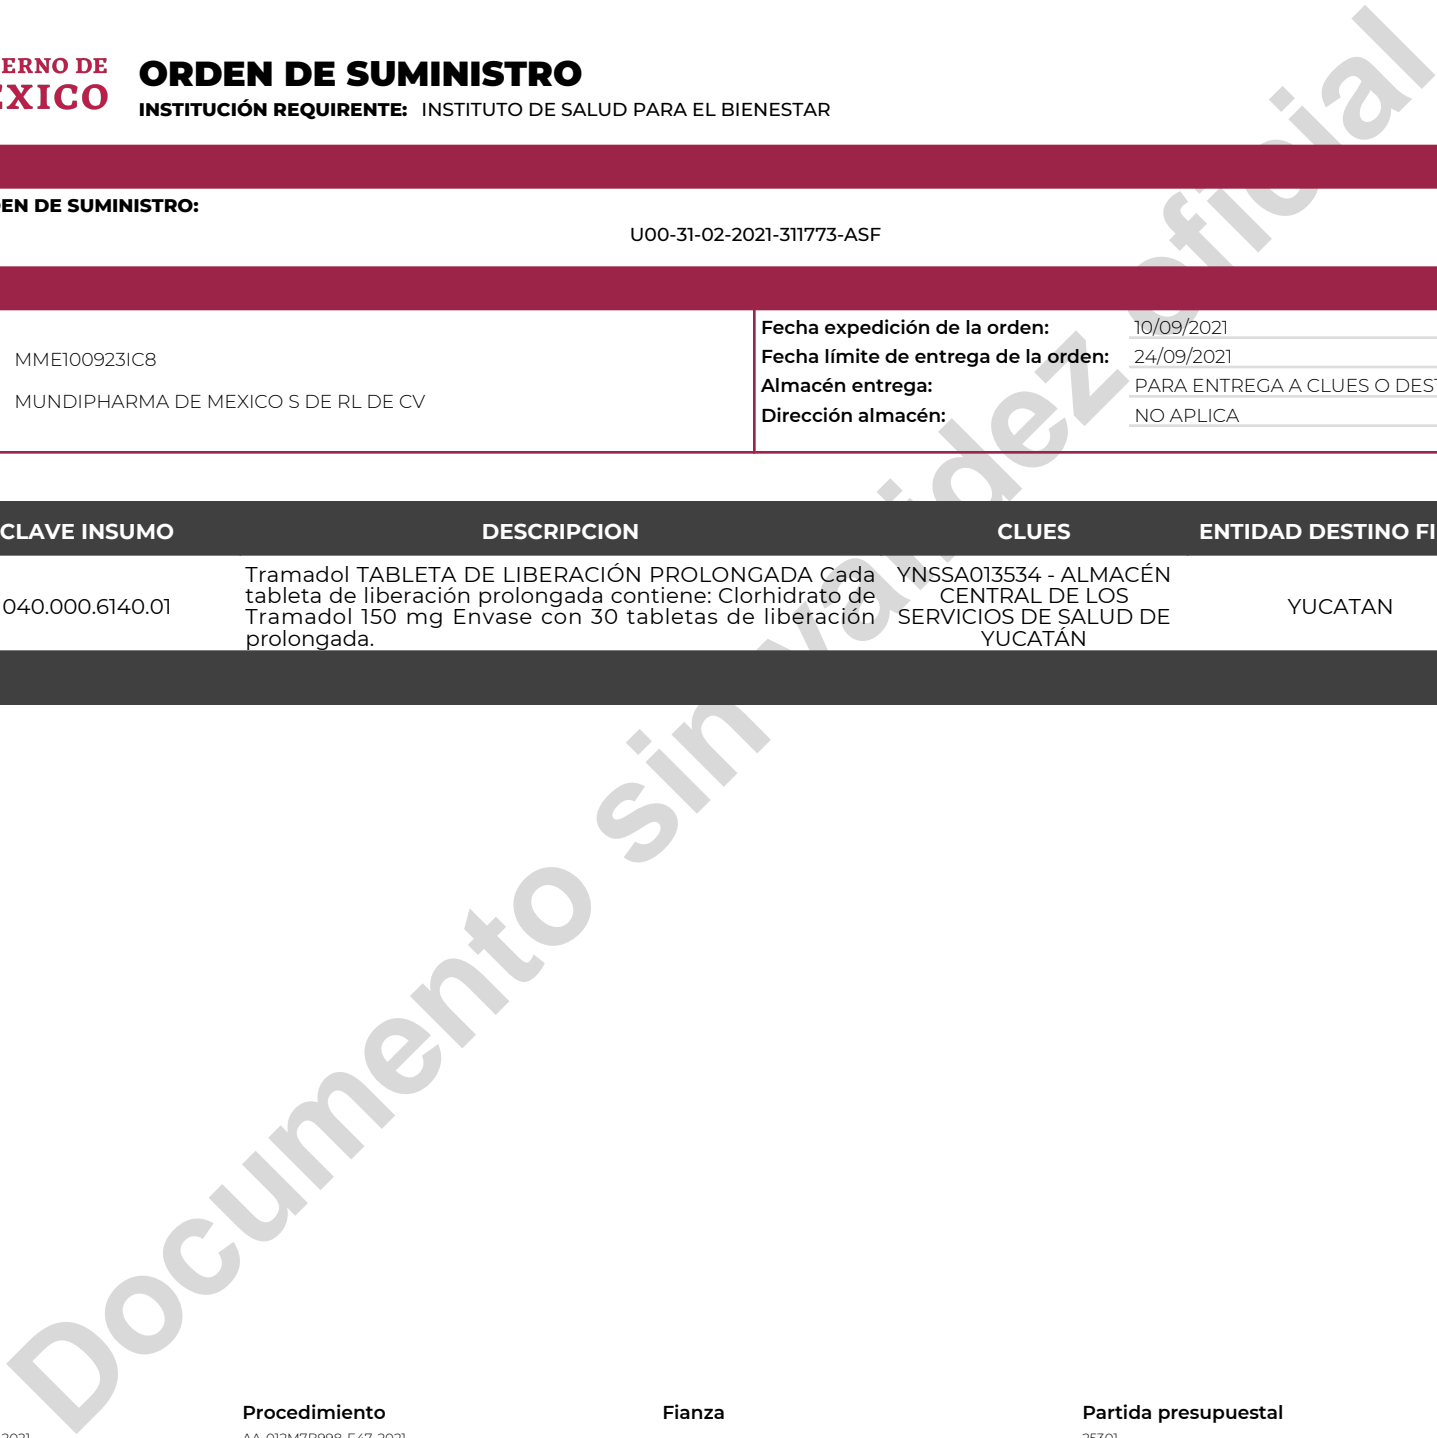 ERNO DE
EXICO
ORDEN DE SUMINISTRO
INSTITUCIÓN REQUIRENTE: INSTITUTO DE SALUD PARA EL BIENESTAR
EN DE SUMINISTRO:
U00-31-02-2021-311773-ASF
MME100923IC8
MUNDIPHARMA DE MEXICO S DE RL DE CV
Fecha expedición de la orden: 10/09/2021
Fecha límite de entrega de la orden: 24/09/2021
Almacén entrega: PARA ENTREGA A CLUES O DEST
Dirección almacén: NO APLICA
CLAVE INSUMO DESCRIPCION CLUES ENTIDAD DESTINO FI
040.000.6140.01
Tramadol TABLETA DE LIBERACIÓN PROLONGADA Cada
tableta de liberación prolongada contiene: Clorhidrato de
Tramadol 150 mg Envase con 30 tabletas de liberación
prolongada.
YNSSA013534 - ALMACÉN
CENTRAL DE LOS
SERVICIOS DE SALUD DE
YUCATÁN
YUCATAN
Documento sin validez oficial
Procedimiento Fianza Partida presupuestal